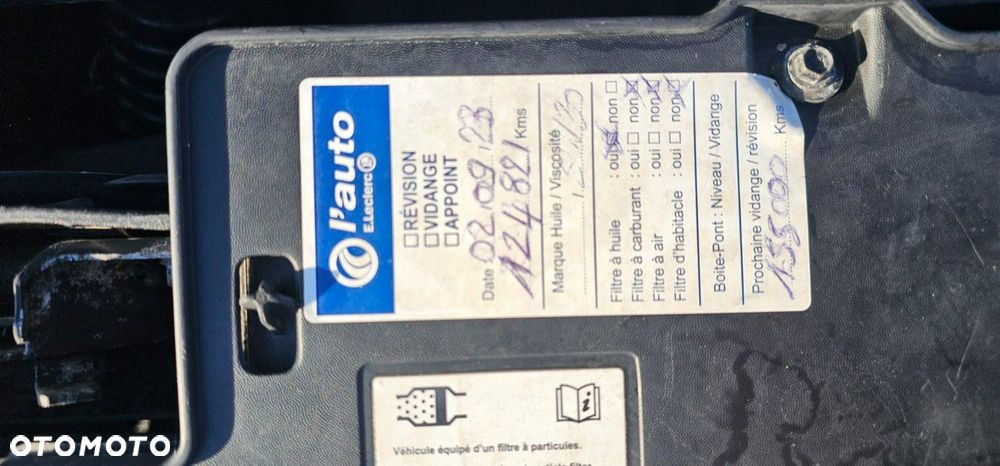 l'auto
E.Leclerc
RÉVISION
VIDANGE
APPOINT
Date 02.09.23
124821 Kms
Marque Huile / Viscosité
Filtre à huile : oui non
Filtre à carburant : oui non
Filtre à air : oui non
Filtre d'habitacle : oui non
Boite-Pont : Niveau / Vidange
Prochaine vidange / révision
155000 Kms
Véhicule équipé d'un filtre à particules.
OTOMOTO